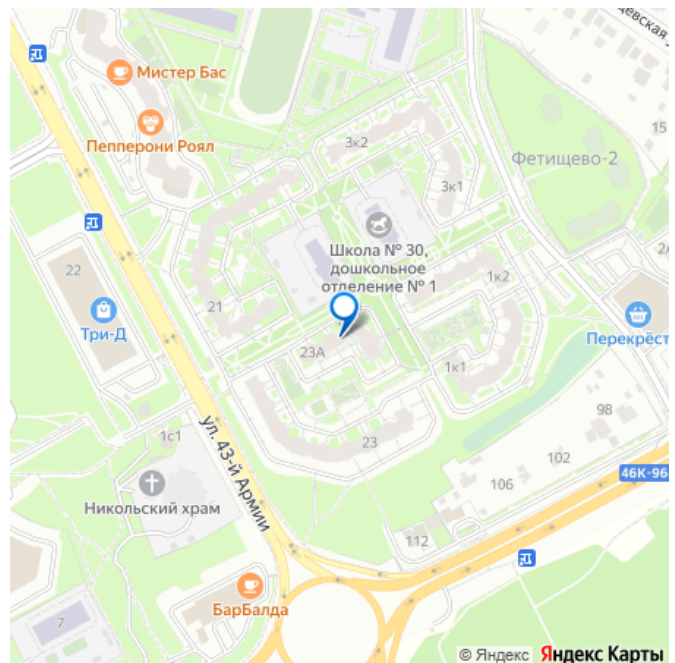 Мистер Бас
Пепперони Роял
3к2
15
Фетищево-2
3к1
Школа № 30,
дошкольное
отделение № 1
22
1к2
2А
21
Три-Д
Перекрёст
23А
1к1
98
ул. 43-й Армии
1с1
23
102
46К-96
106
Никольский храм
112
БарБалда
7
© Яндекс Яндекс Карты